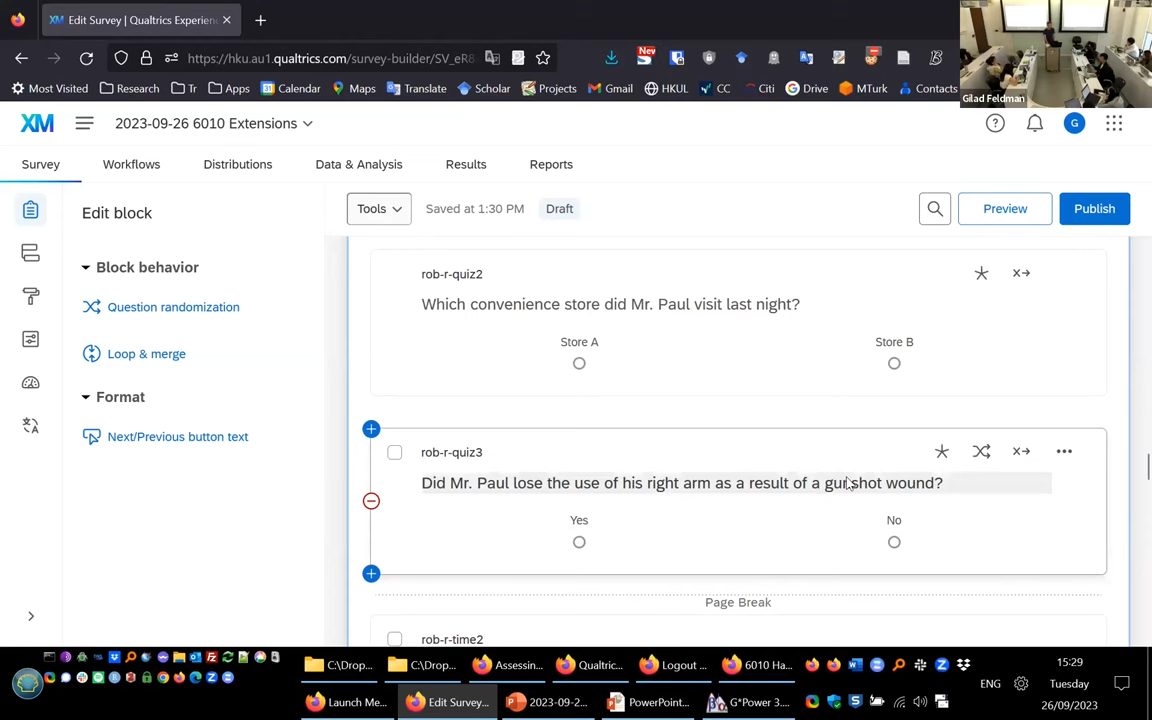 Edit Survey | Qualtrics Experienc
https://hku.au1.qualtrics.com/survey-builder/SV_eR8
New
Most Visited
Research
Tr
Apps
Calendar
Maps
Translate
Scholar
Projects
Gmail
HKUL
CC
Citi
Drive
MTurk
Contacts
Gilad Feldman
XM
2023-09-26 6010 Extensions
G
Survey
Workflows
Distributions
Data & Analysis
Results
Reports
Edit block
Tools
Saved at 1:30 PM
Draft
Preview
Publish
Block behavior
Question randomization
Loop & merge
Format
Next/Previous button text
rob-r-quiz2
Which convenience store did Mr. Paul visit last night?
Store A
Store B
rob-r-quiz3
Did Mr. Paul lose the use of his right arm as a result of a gunshot wound?
Yes
No
Page Break
rob-r-time2
C:\Drop...
C:\Drop...
Assessin...
Qualtric...
Logout ...
6010 Ha...
15:29
ENG
Tuesday
Launch Me...
Edit Survey...
2023-09-2...
PowerPoint...
G*Power 3....
26/09/2023